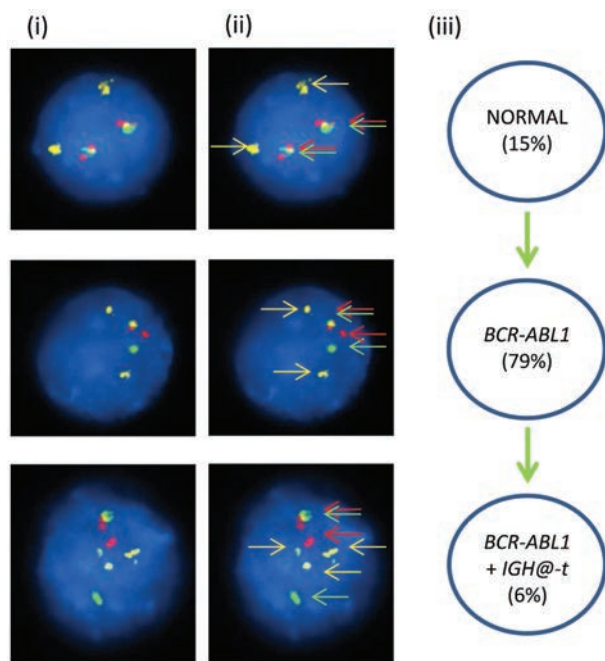 (i) (ii) (iii)
NORMAL
(15%)
BCR-ABL1
(79%)
BCR-ABL1
+ IGH@-t
(6%)